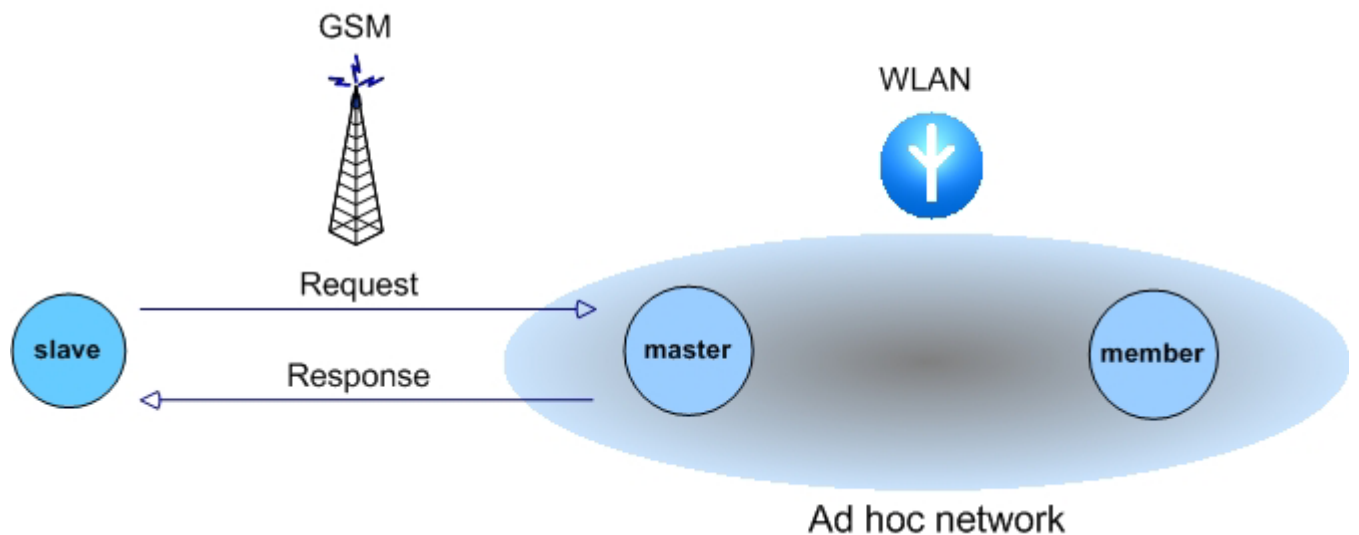 GSM
WLAN
Request
slave
master
member
Response
Ad hoc network